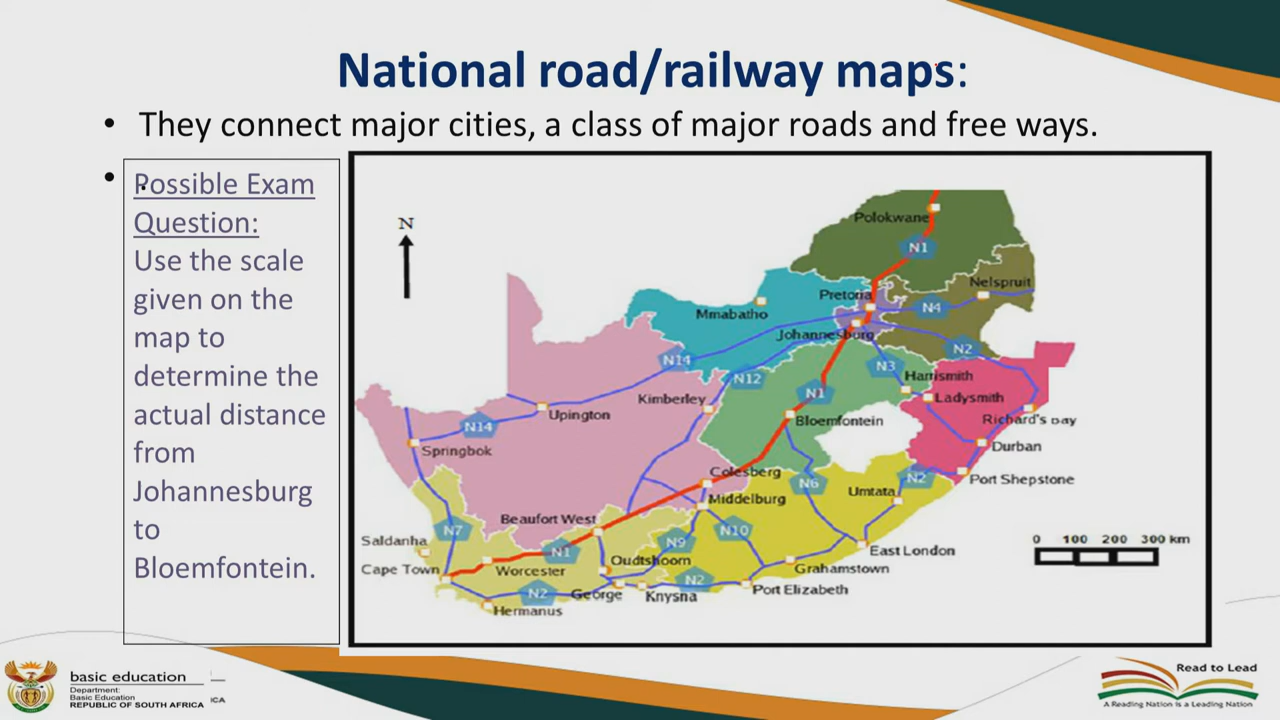 National road/railway maps:
• They connect major cities, a class of major roads and free ways.
• .
Possible Exam
Question:
Use the scale
given on the
map to
determine the
actual distance
from
Johannesburg
to
Bloemfontein.
N
Polokwane
N1
Nelspruit
Pretoria
Mmabatho
N4
Johannesburg
N2
N14
N3
N12
Harrismith
Kimberley
N1
Ladysmith
Upington
Richard's Bay
Bloemfontein
N14
Durban
Springbok
Colesberg
Port Shepstone
N6
Umtata
N2
Middelburg
Beaufort West
N7
N10
Saldanha
N9
0 100 200 300 km
N1
East London
Oudtshoorn
Cape Town
Worcester
Grahamstown
N2
N2
George
Knysna
Port Elizabeth
Hermanus
basic education
Department:
Basic Education
REPUBLIC OF SOUTH AFRICA
ICA
Read to Lead
A Reading Nation is a Leading Nation